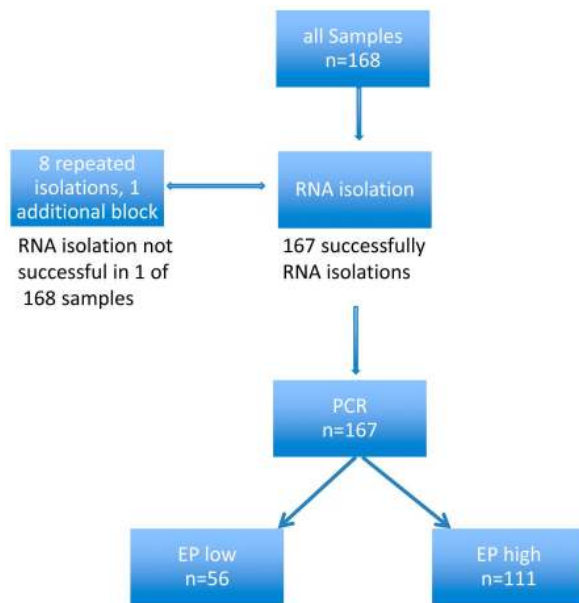 all Samples
n=168
8 repeated
isolations, 1
additional block
RNA isolation
RNA isolation not
successful in 1 of
168 samples
167 successfully
RNA isolations
PCR
n=167
EP low
n=56
EP high
n=111